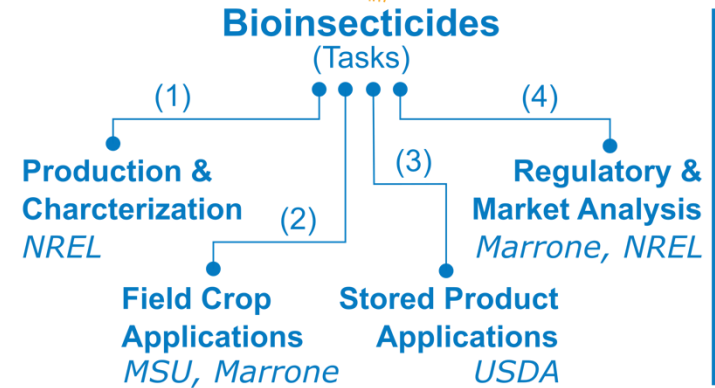 Bioinsecticides
(Tasks)
(1)
(4)
Production &
Charcterization
NREL
(3)
Regulatory &
Market Analysis
Marrone, NREL
(2)
Field Crop
Applications
MSU, Marrone
Stored Product
Applications
USDA